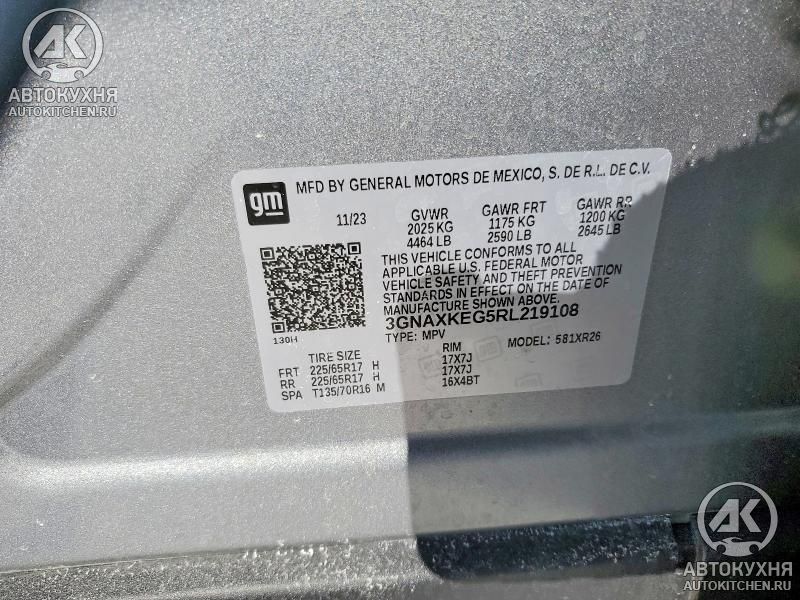 АК
АВТОКУХНЯ
AUTOKITCHEN.RU
gm
MFD BY GENERAL MOTORS DE MEXICO, S. DE R.L. DE C.V.
11/23 GVWR GAWR FRT GAWR RR
2025 KG 1175 KG 1200 KG
4464 LB 2590 LB 2645 LB
THIS VEHICLE CONFORMS TO ALL
APPLICABLE U.S. FEDERAL MOTOR
VEHICLE SAFETY AND THEFT PREVENTION
STANDARDS IN EFFECT ON THE DATE OF
MANUFACTURE SHOWN ABOVE.
3GNAXKEG5RL219108
130H
TYPE: MPV MODEL: 581XR26
TIRE SIZE RIM
FRT 225/65R17 H 17X7J
RR 225/65R17 H 17X7J
SPA T135/70R16 M 16X4BT
АК
АВТОКУХНЯ
AUTOKITCHEN.RU